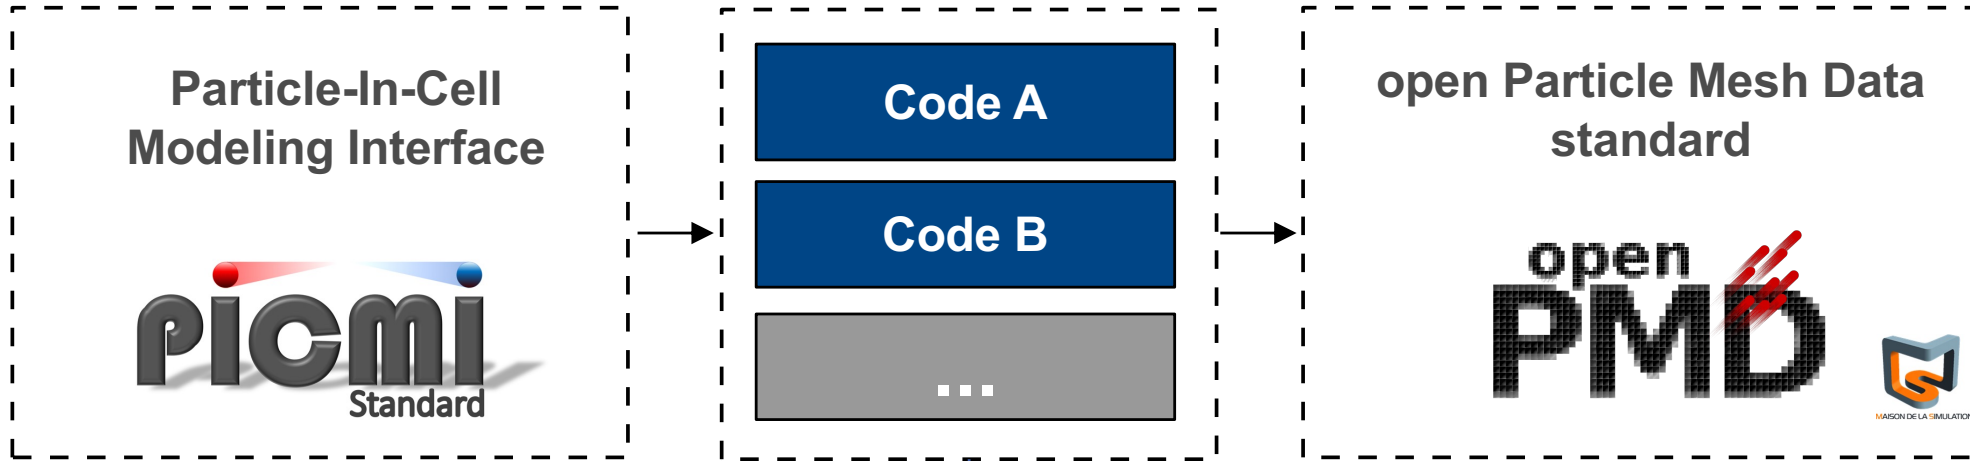 Particle-In-Cell
Modeling Interface
PICMI
Standard
Code A
Code B
...
open Particle Mesh Data
standard
open
PMD
MAISON DE LA SIMULATION